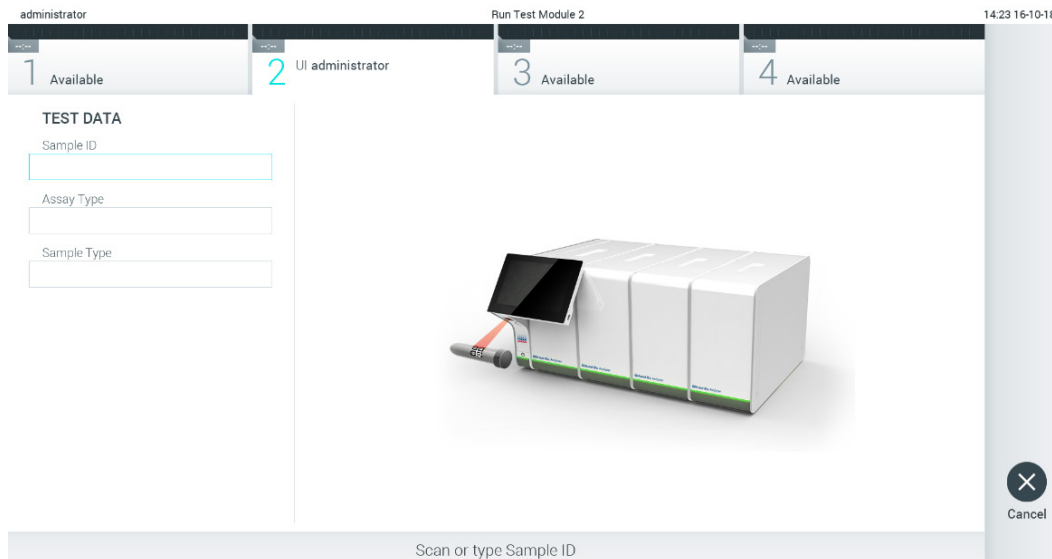 administrator
Run Test Module 2
14:23 16-10-18
--:--
--:--
--:--
--:--
1 Available
2 UI administrator
3 Available
4 Available
TEST DATA
Sample ID
Assay Type
Sample Type
Cancel
Scan or type Sample ID